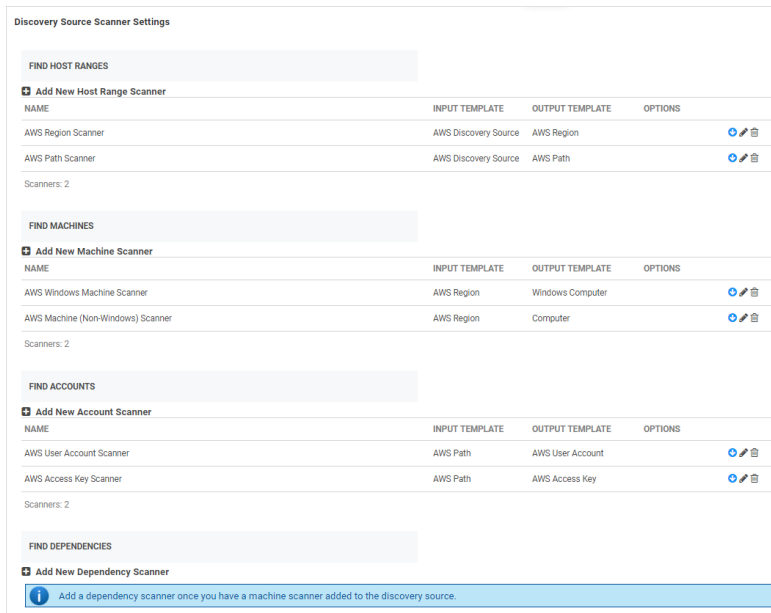 Discovery Source Scanner Settings
FIND HOST RANGES
Add New Host Range Scanner
NAME INPUT TEMPLATE OUTPUT TEMPLATE OPTIONS
AWS Region Scanner AWS Discovery Source AWS Region
AWS Path Scanner AWS Discovery Source AWS Path
Scanners: 2
FIND MACHINES
Add New Machine Scanner
NAME INPUT TEMPLATE OUTPUT TEMPLATE OPTIONS
AWS Windows Machine Scanner AWS Region Windows Computer
AWS Machine (Non-Windows) Scanner AWS Region Computer
Scanners: 2
FIND ACCOUNTS
Add New Account Scanner
NAME INPUT TEMPLATE OUTPUT TEMPLATE OPTIONS
AWS User Account Scanner AWS Path AWS User Account
AWS Access Key Scanner AWS Path AWS Access Key
Scanners: 2
FIND DEPENDENCIES
Add New Dependency Scanner
Add a dependency scanner once you have a machine scanner added to the discovery source.